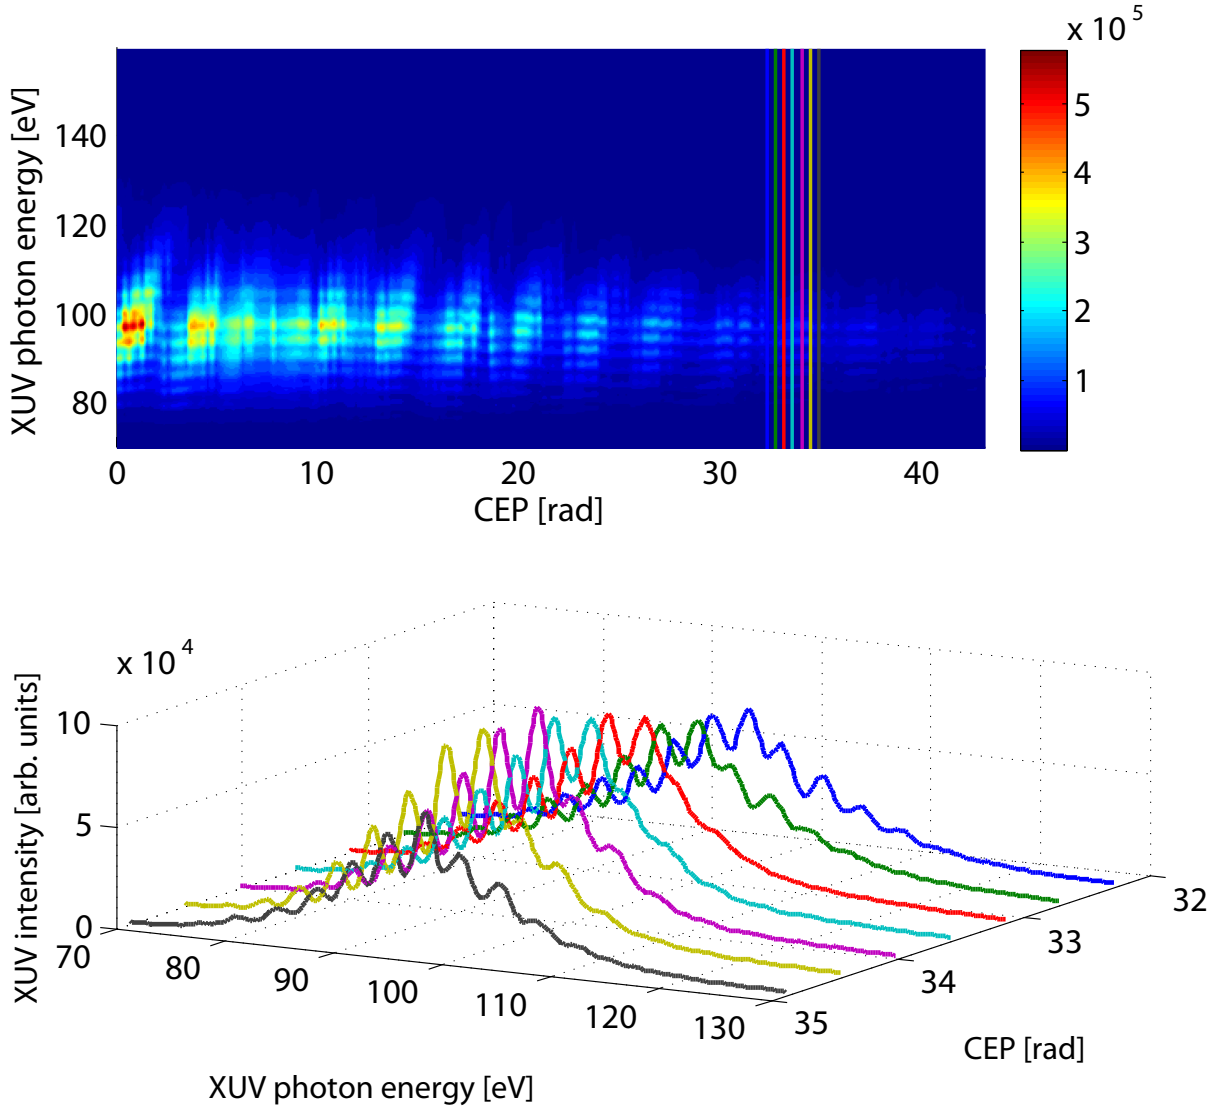 x 10 5
XUV photon energy [eV]
140
120
100
80
5
4
3
2
1
0 10 20 30 40
CEP [rad]
x 10 4
XUV intensity [arb. units]
10
5
0
70 80 90 100 110 120 130
32
33
34
35
CEP [rad]
XUV photon energy [eV]